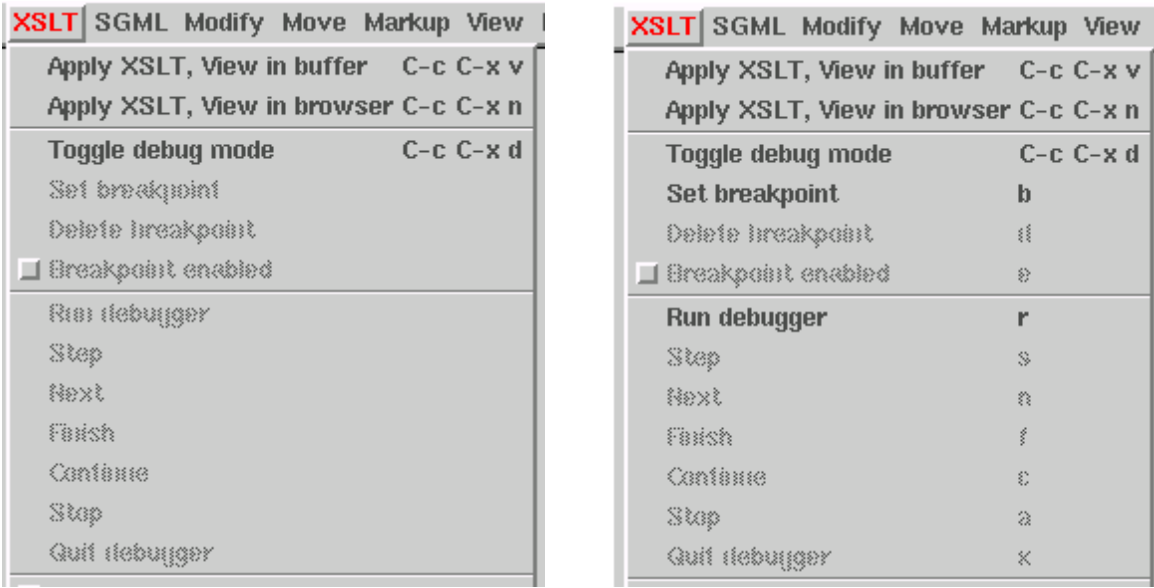 XSLT SGML Modify Move Markup View
Apply XSLT, View in buffer C-c C-x v
Apply XSLT, View in browser C-c C-x n
Toggle debug mode C-c C-x d
Set breakpoint
Delete breakpoint
Breakpoint enabled
Run debugger
Step
Next
Finish
Continue
Stop
Quit debugger
XSLT SGML Modify Move Markup View
Apply XSLT, View in buffer C-c C-x v
Apply XSLT, View in browser C-c C-x n
Toggle debug mode C-c C-x d
Set breakpoint b
Delete breakpoint d
Breakpoint enabled e
Run debugger r
Step s
Next n
Finish f
Continue c
Stop a
Quit debugger x